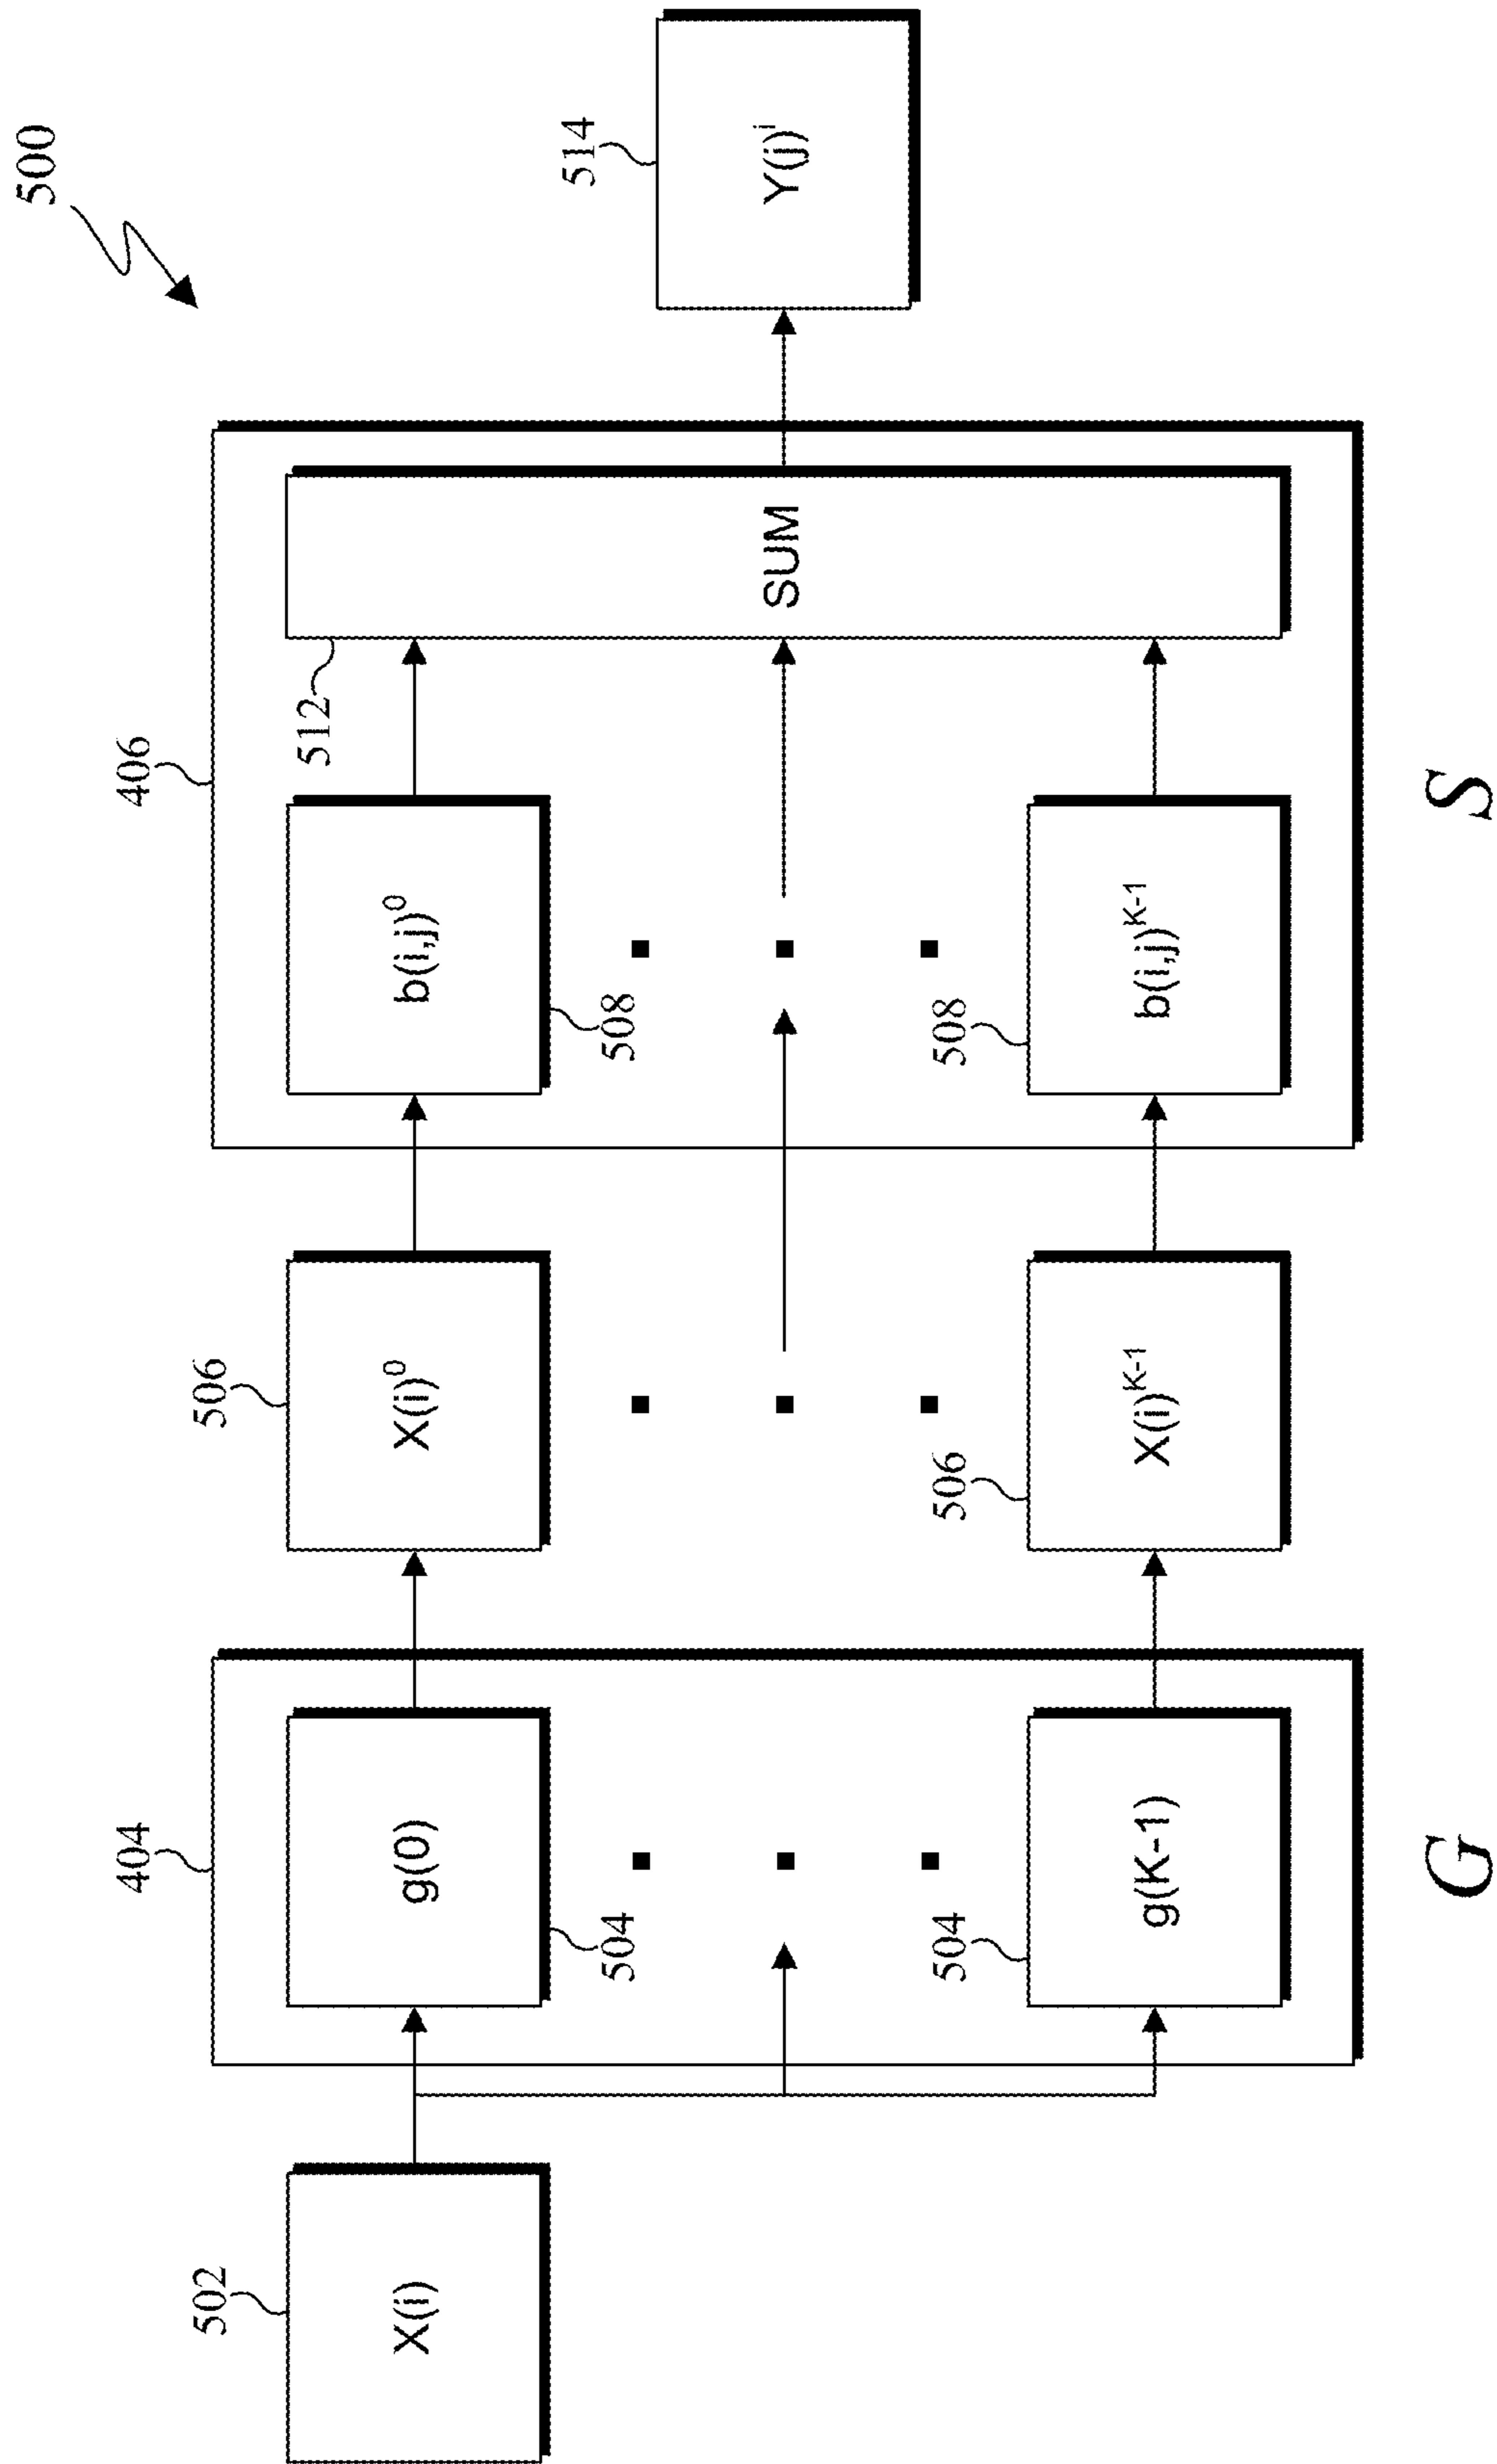 500
502
X(i)
404
g(0)
504
504
g(K-1)
G
506
X(i)⁰
506
X(i)ᴷ⁻¹
406
b(i,j)⁰
508
508
b(i,j)ᴷ⁻¹
512
SUM
S
514
Y(j)ⁱ